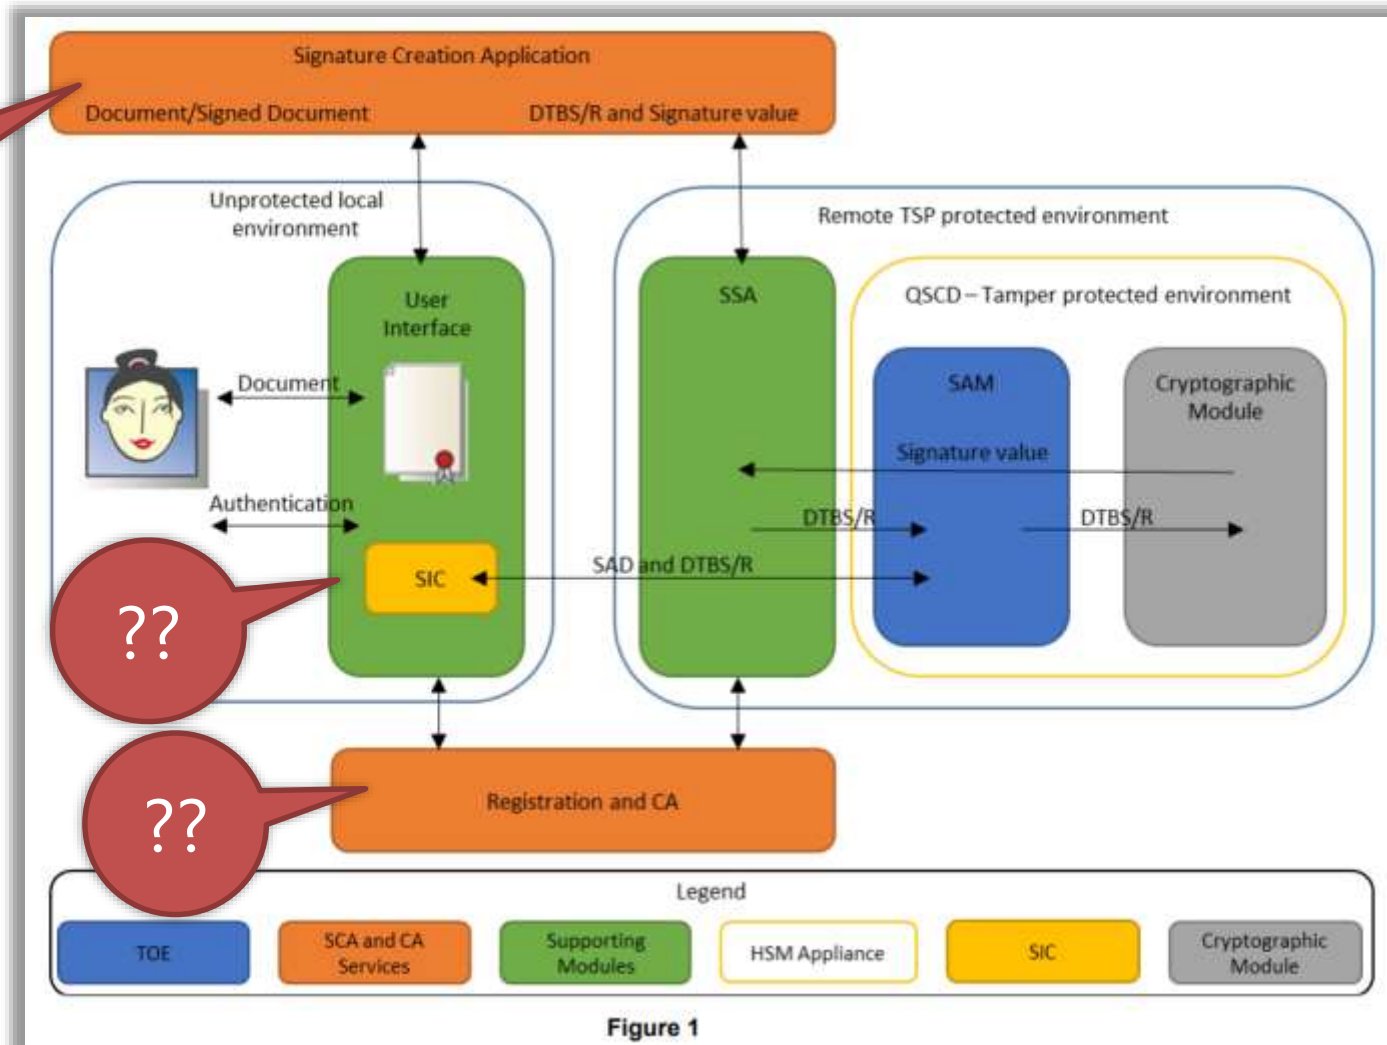 Signature Creation Application
Document/Signed Document
DTBS/R and Signature value
Unprotected local
environment
Remote TSP protected environment
User
Interface
SSA
QSCD – Tamper protected environment
SAM
Cryptographic
Module
Document
Signature value
Authentication
DTBS/R
DTBS/R
SIC
SAD and DTBS/R
??
Registration and CA
??
Legend
TOE
SCA and CA
Services
Supporting
Modules
HSM Appliance
SIC
Cryptographic
Module
Figure 1